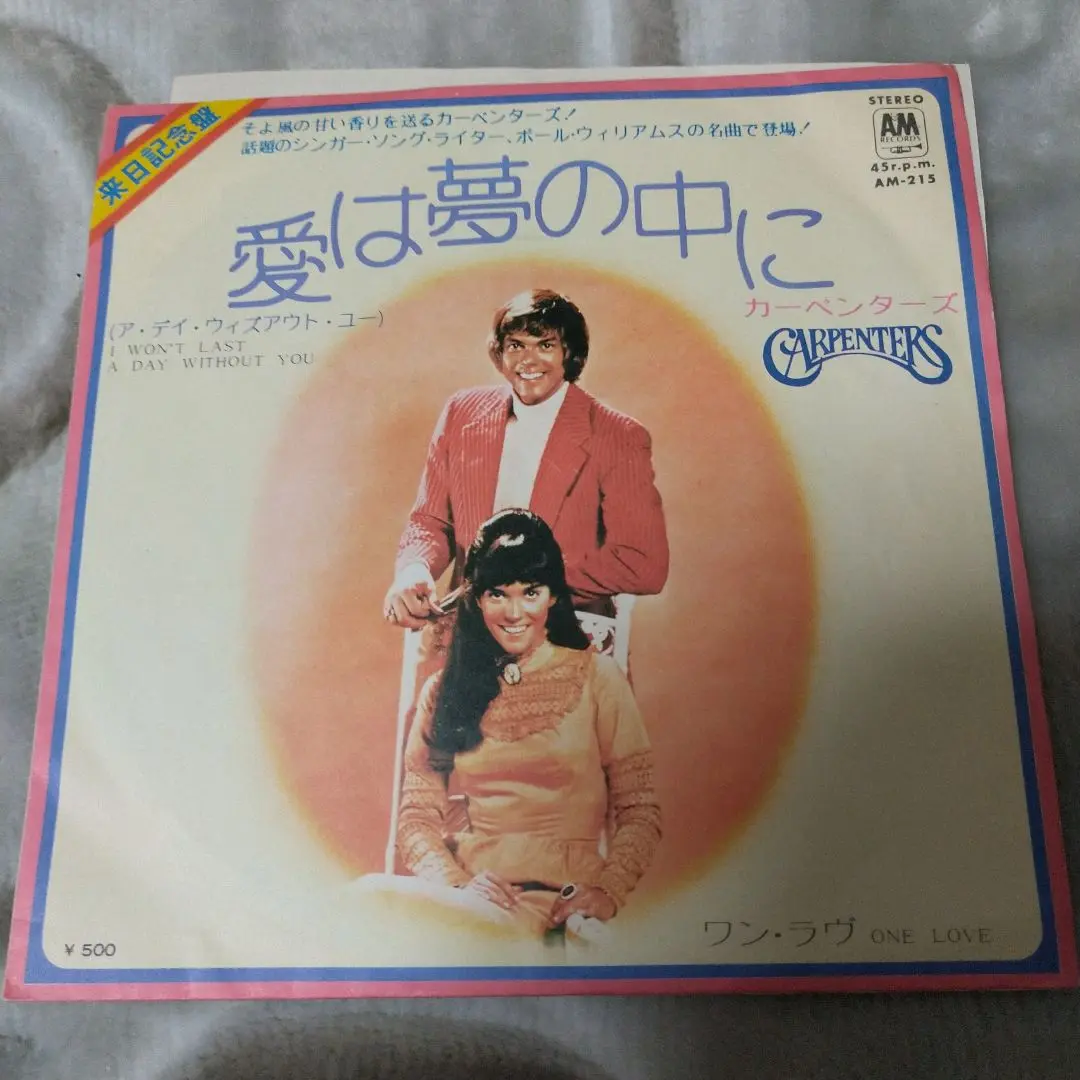 来日記念盤
そよ風の甘い香りを送るカーペンターズ!
話題のシンガー・ソング・ライター、ポール・ウィリアムスの名曲で登場!
STEREO
AM
RECORDS
45r.p.m.
AM-215
愛は夢の中に
(ア・デイ・ウィズアウト・ユー)
I WON'T LAST
A DAY WITHOUT YOU
カーペンターズ
CARPENTERS
ワン・ラヴ ONE LOVE
¥500